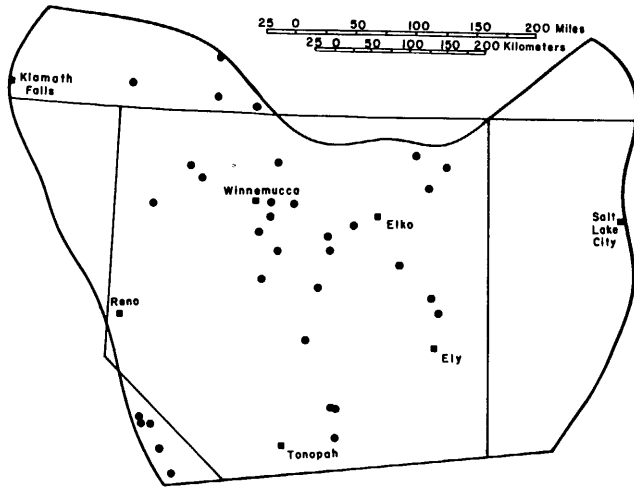 25 0 50 100 150 200 Miles
25 0 50 100 150 200 Kilometers
Klamath
Falls
Winnemucca
Elko
Salt
Lake
City
Reno
Ely
Tonopah